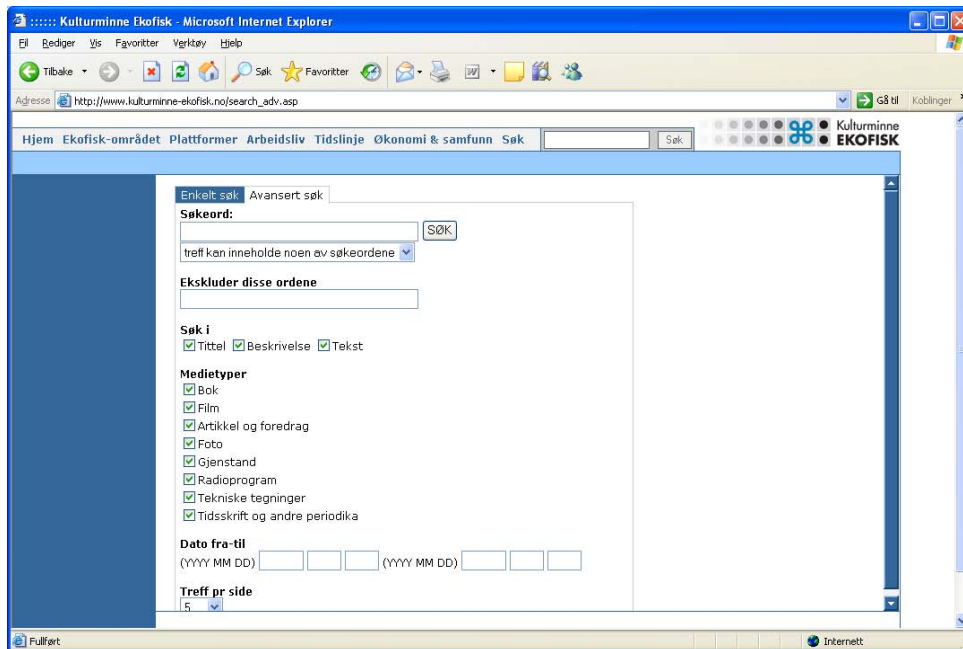 :::::: Kulturminne Ekofisk - Microsoft Internet Explorer
Fil Rediger Vis Favoritter Verktøy Hjelp
Tilbake Søk Favoritter
Adresse http://www.kulturminne-ekofisk.no/search_adv.asp Gå til Koblinger
Hjem Ekofisk-området Plattformer Arbeidsliv Tidslinje Økonomi & samfunn Søk Søk
Kulturminne
EKOFISK
Enkelt søk Avansert søk
Søkeord:
SØK
treff kan inneholde noen av søkeordene
Ekskluder disse ordene
Søk i
Tittel Beskrivelse Tekst
Medietyper
Bok
Film
Artikkel og foredrag
Foto
Gjenstand
Radioprogram
Tekniske tegninger
Tidsskrift og andre periodika
Dato fra-til
(YYYY MM DD) (YYYY MM DD)
Treff pr side
5
Fullført Internett